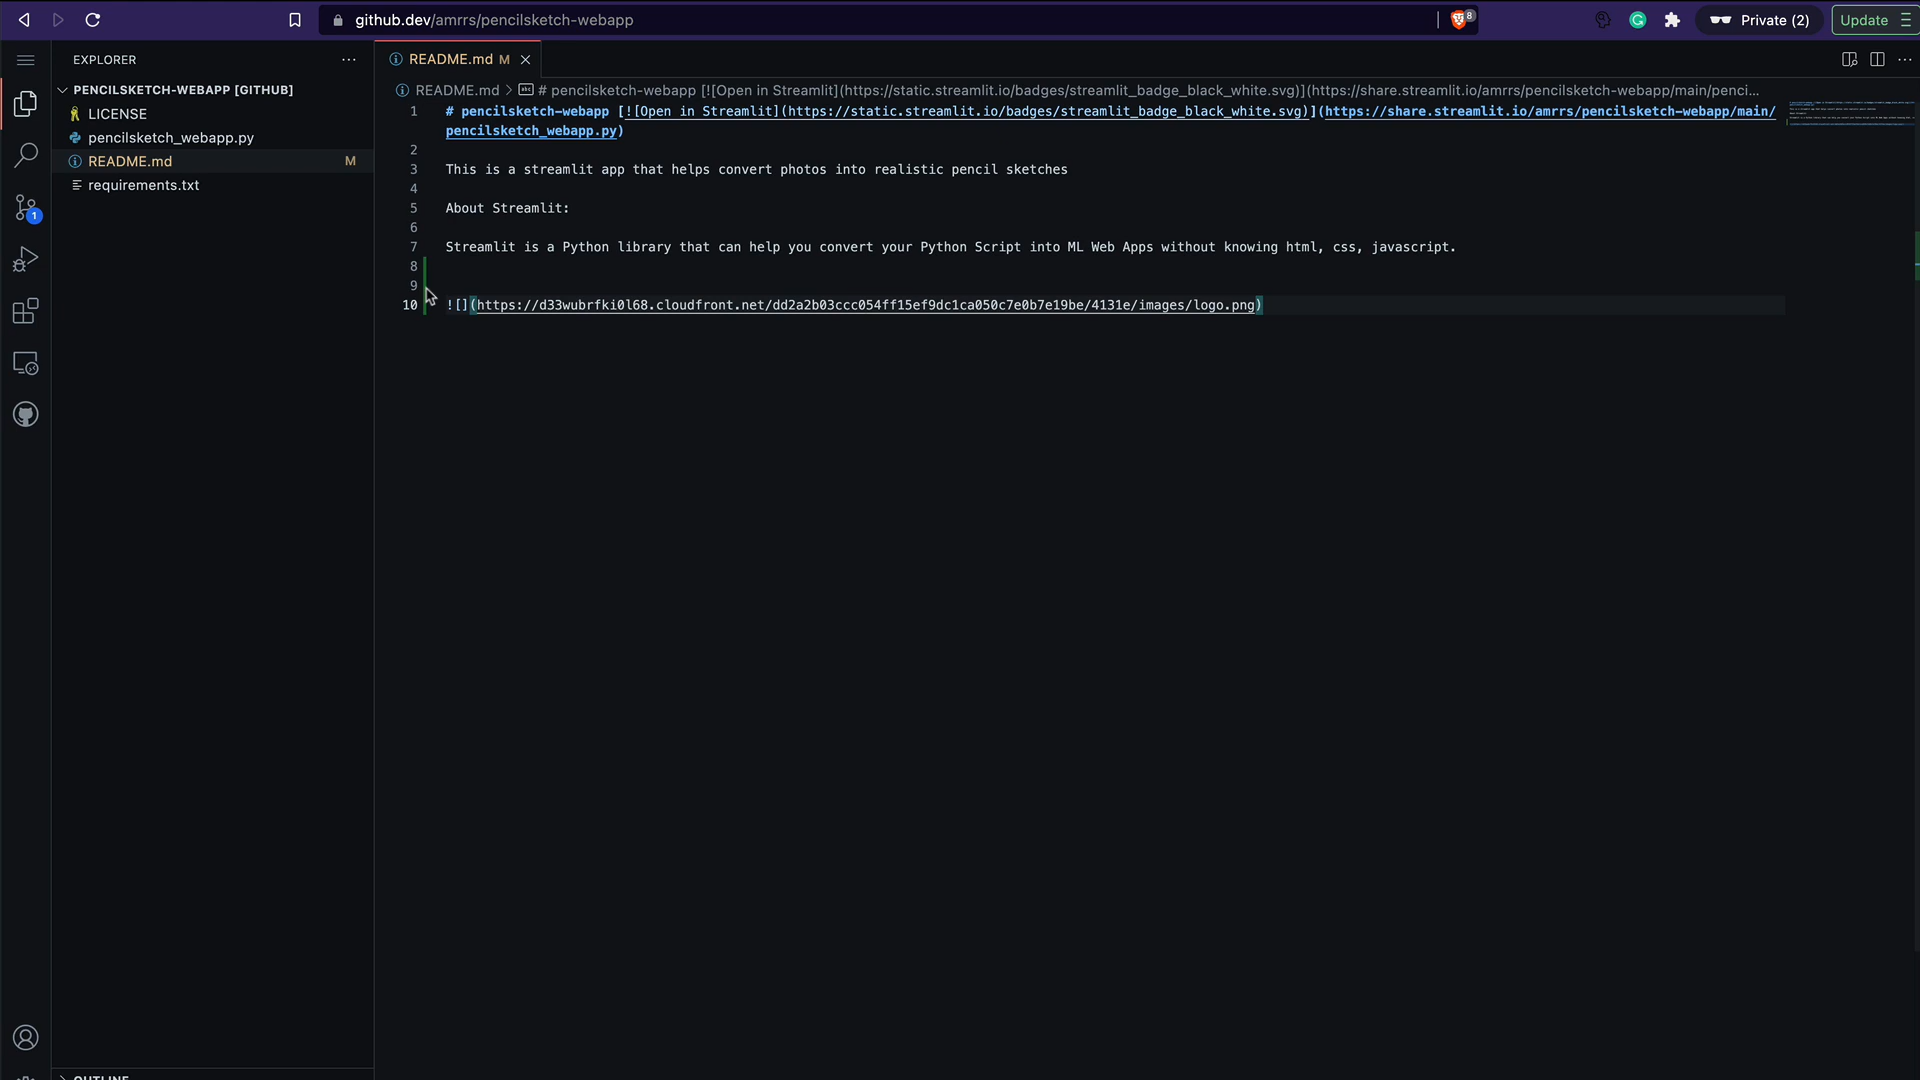 github.dev/amrrs/pencilsketch-webapp
8
Private (2)
Update
EXPLORER
PENCILSKETCH-WEBAPP [GITHUB]
LICENSE
pencilsketch_webapp.py
README.md M
requirements.txt
1
OUTLINE
README.md M
README.md > abc # pencilsketch-webapp [![Open in Streamlit](https://static.streamlit.io/badges/streamlit_badge_black_white.svg)](https://share.streamlit.io/amrrs/pencilsketch-webapp/main/penci...
1 # pencilsketch-webapp [![Open in Streamlit](https://static.streamlit.io/badges/streamlit_badge_black_white.svg)](https://share.streamlit.io/amrrs/pencilsketch-webapp/main/
pencilsketch_webapp.py)
2
3 This is a streamlit app that helps convert photos into realistic pencil sketches
4
5 About Streamlit:
6
7 Streamlit is a Python library that can help you convert your Python Script into ML Web Apps without knowing html, css, javascript.
8
9
10 ![](https://d33wubrfki0l68.cloudfront.net/dd2a2b03ccc054ff15ef9dc1ca050c7e0b7e19be/4131e/images/logo.png)